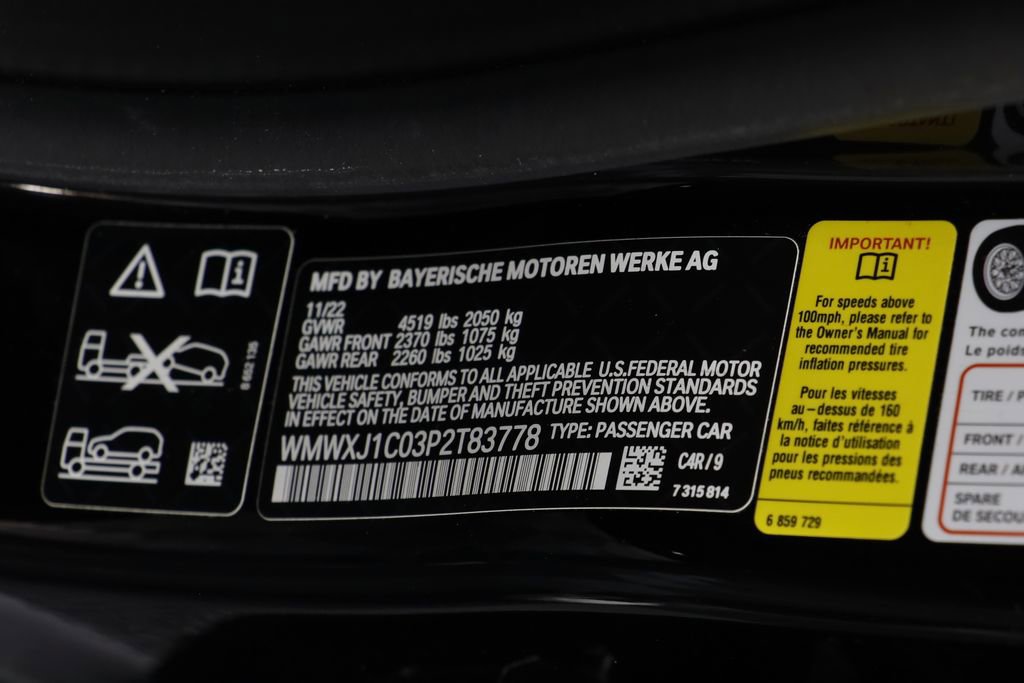 8 652 135
MFD BY BAYERISCHE MOTOREN WERKE AG
11/22
GVWR 4519 lbs 2050 kg
GAWR FRONT 2370 lbs 1075 kg
GAWR REAR 2260 lbs 1025 kg
THIS VEHICLE CONFORMS TO ALL APPLICABLE U.S.FEDERAL MOTOR
VEHICLE SAFETY, BUMPER AND THEFT PREVENTION STANDARDS
IN EFFECT ON THE DATE OF MANUFACTURE SHOWN ABOVE.
WMWXJ1C03P2T83778 TYPE: PASSENGER CAR
C4R/9
7 315 814
IMPORTANT!
For speeds above
100mph, please refer to
the Owner's Manual for
recommended tire
inflation pressures.
Pour les vitesses
au-dessus de 160
km/h, faites référence à
la notice d'utilisation
pour les pressions des
pneus recommandées.
6 859 729
The com
Le poids
TIRE / P
FRONT /
REAR / A
SPARE
DE SECOU